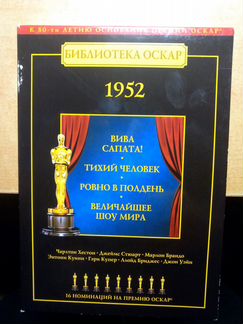 К 80-ти ЛЕТИЮ ОСНОВАНИЯ ПРЕМИИ "ОСКАР"
БИБЛИОТЕКА ОСКАР
1952
ВИВА
САПАТА!
ТИХИЙ ЧЕЛОВЕК
РОВНО В ПОЛДЕНЬ
ВЕЛИЧАЙШЕЕ
ШОУ МИРА
Чарлтон Хестон · Джеймс Стюарт · Марлон Брандо
Энтони Куинн · Гари Купер · Ллойд Бриджес · Джон Уэйн
16 НОМИНАЦИЙ НА ПРЕМИЮ ОСКАР®